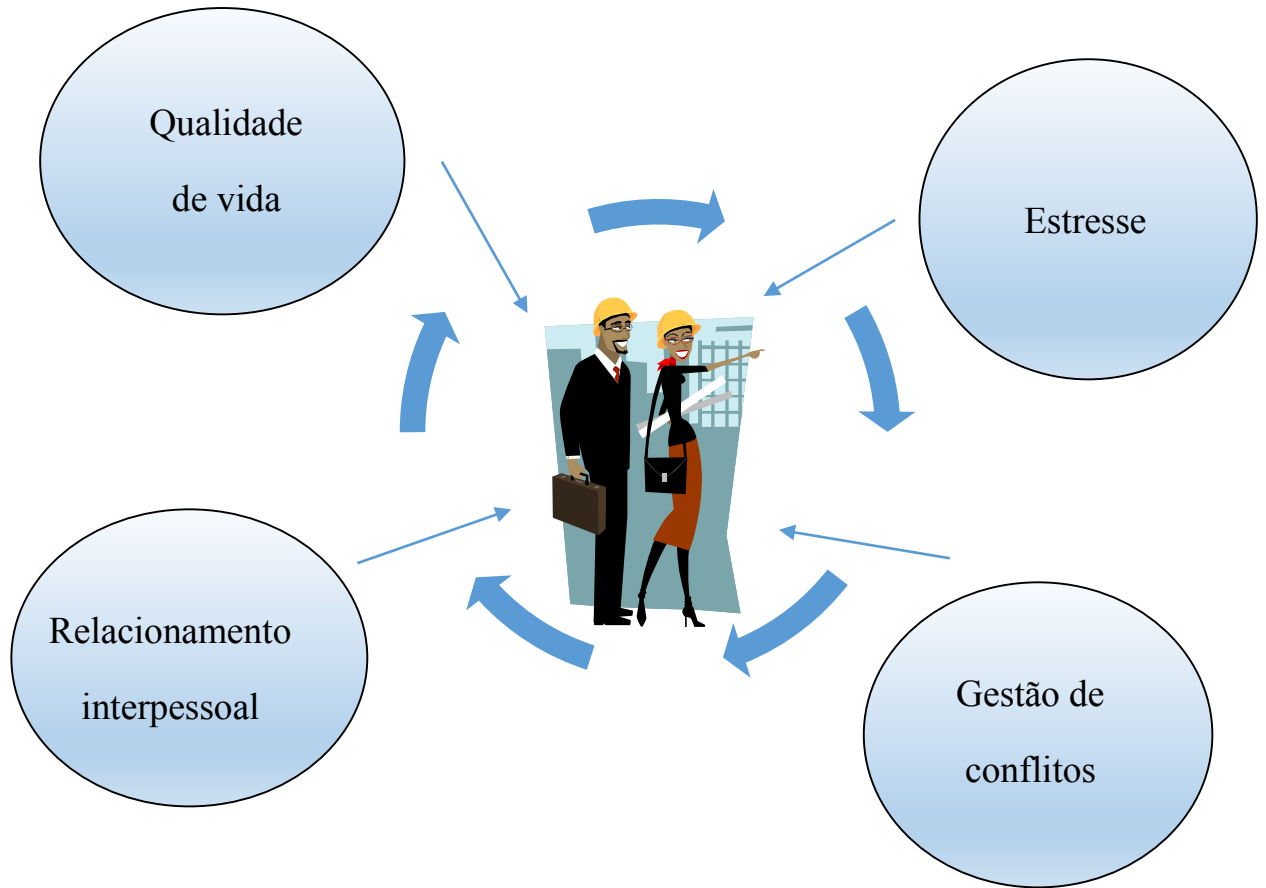 Qualidade
de vida
Estresse
Relacionamento
interpessoal
Gestão de
conflitos